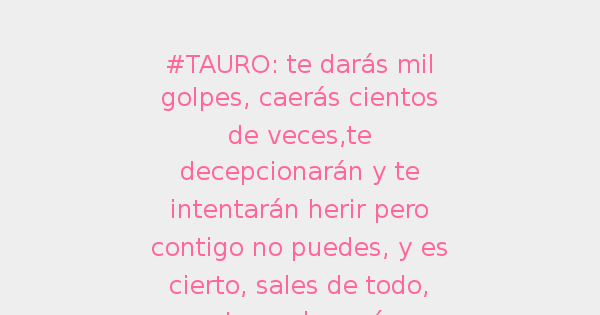 #TAURO: te darás mil
golpes, caerás cientos
de veces,te
decepcionarán y te
intentarán herir pero
contigo no puedes, y es
cierto, sales de todo,